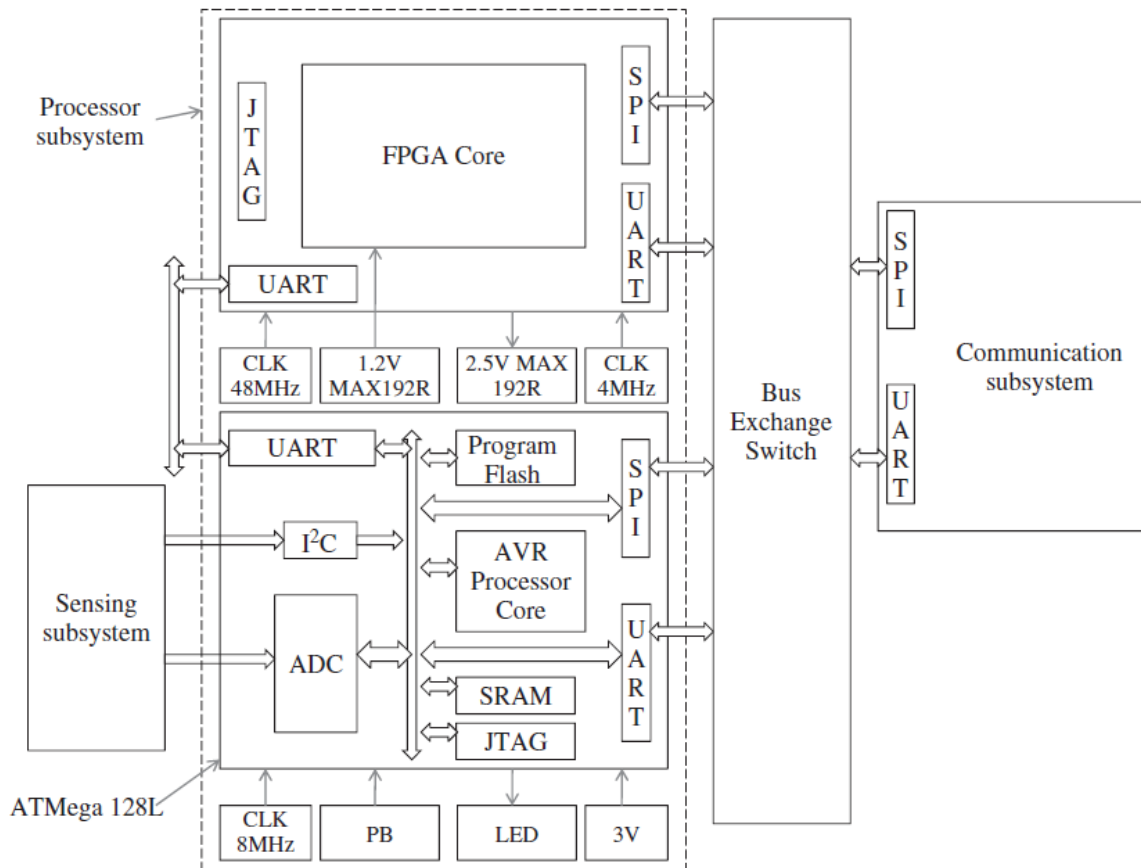 Processor
subsystem
J
T
A
G
FPGA Core
S
P
I
U
A
R
T
UART
CLK
48MHz
1.2V
MAX192R
2.5V MAX
192R
CLK
4MHz
Bus
Exchange
Switch
S
P
I
U
A
R
T
Communication
subsystem
UART
Program
Flash
S
P
I
I²C
AVR
Processor
Core
Sensing
subsystem
ADC
U
A
R
T
SRAM
JTAG
ATMega 128L
CLK
8MHz
PB
LED
3V